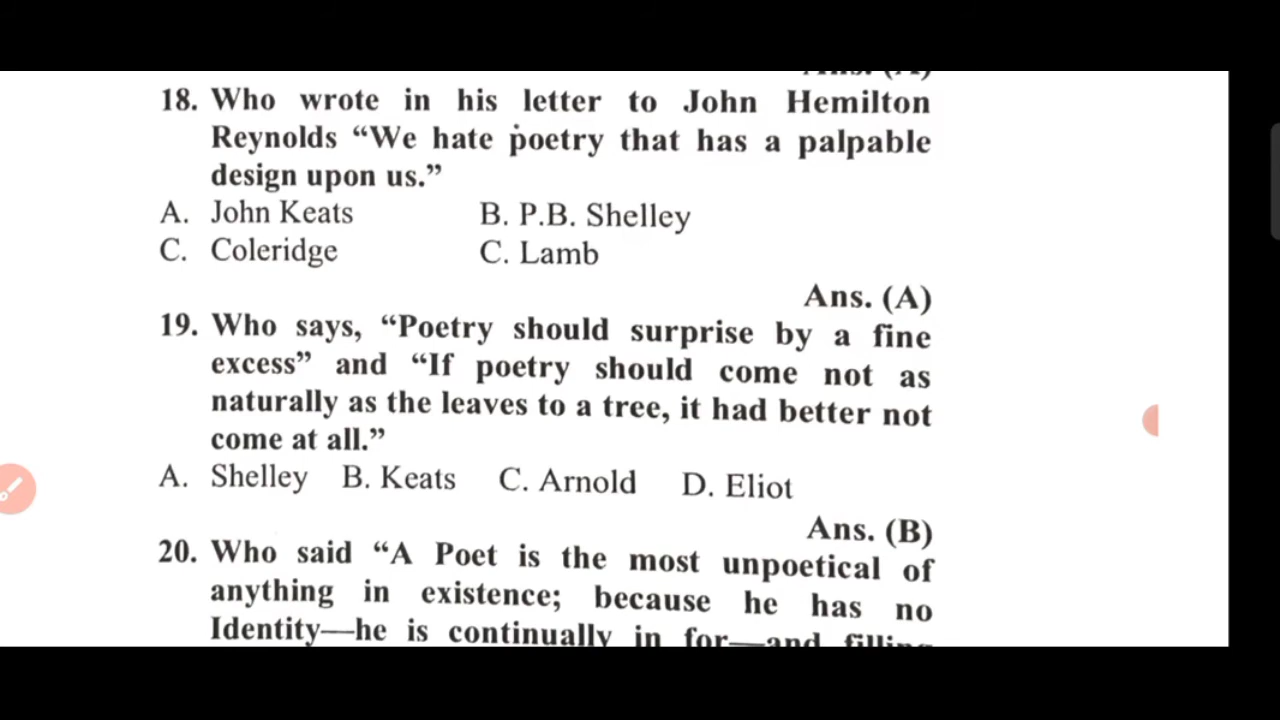 18. Who wrote in his letter to John Hemilton
Reynolds “We hate poetry that has a palpable
design upon us.”
A. John Keats B. P.B. Shelley
C. Coleridge C. Lamb
Ans. (A)
19. Who says, “Poetry should surprise by a fine
excess” and “If poetry should come not as
naturally as the leaves to a tree, it had better not
come at all.”
A. Shelley B. Keats C. Arnold D. Eliot
Ans. (B)
20. Who said “A Poet is the most unpoetical of
anything in existence; because he has no
Identity—he is continually in for—and filling